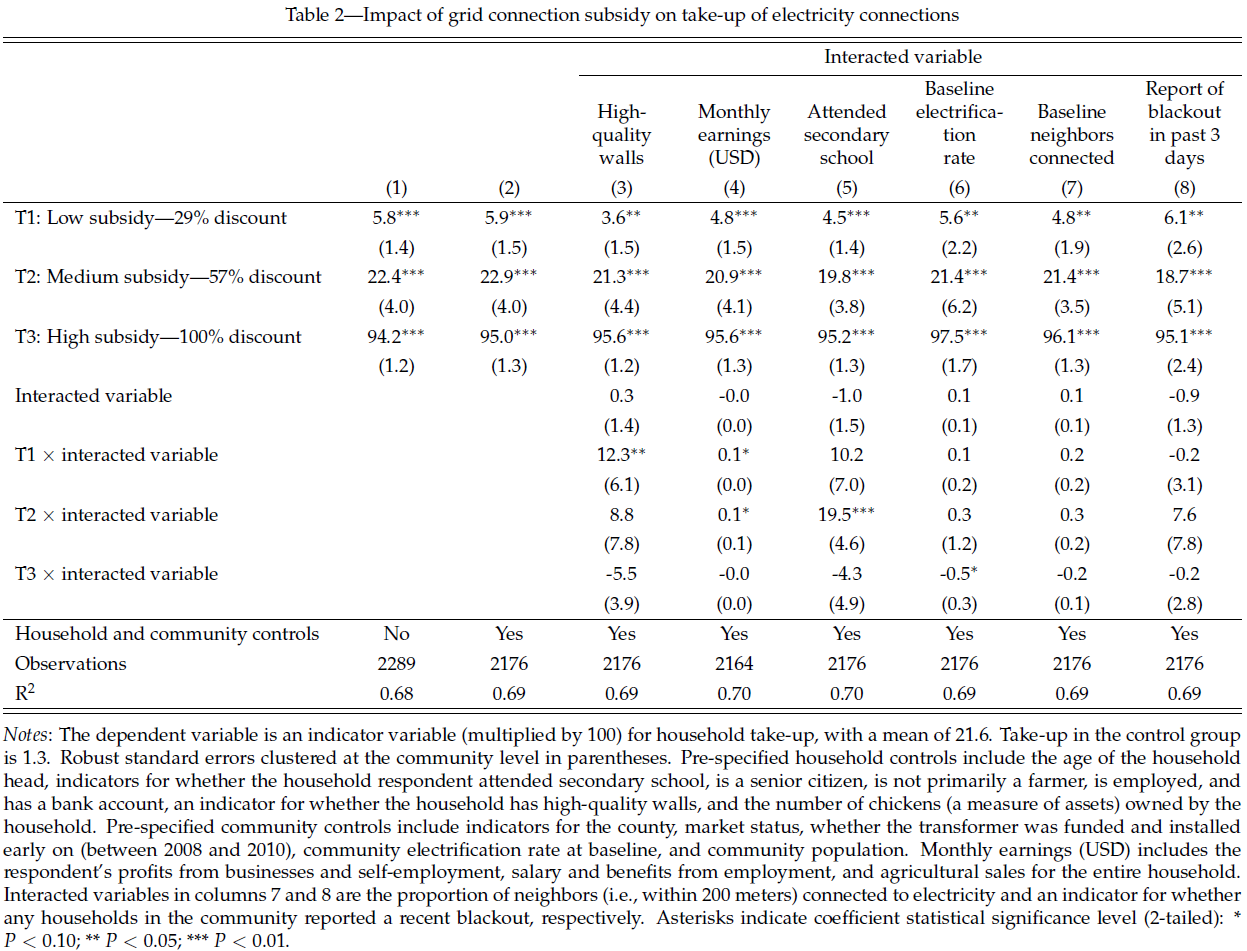 Table 2—Impact of grid connection subsidy on take-up of electricity connections
Interacted variable
High-quality walls Monthly earnings (USD) Attended secondary school Baseline electrifica-tion rate Baseline neighbors connected Report of blackout in past 3 days
(1) (2) (3) (4) (5) (6) (7) (8)
T1: Low subsidy—29% discount 5.8*** 5.9*** 3.6** 4.8*** 4.5*** 5.6** 4.8** 6.1**
(1.4) (1.5) (1.5) (1.5) (1.4) (2.2) (1.9) (2.6)
T2: Medium subsidy—57% discount 22.4*** 22.9*** 21.3*** 20.9*** 19.8*** 21.4*** 21.4*** 18.7***
(4.0) (4.0) (4.4) (4.1) (3.8) (6.2) (3.5) (5.1)
T3: High subsidy—100% discount 94.2*** 95.0*** 95.6*** 95.6*** 95.2*** 97.5*** 96.1*** 95.1***
(1.2) (1.3) (1.2) (1.3) (1.3) (1.7) (1.3) (2.4)
Interacted variable 0.3 -0.0 -1.0 0.1 0.1 -0.9
(1.4) (0.0) (1.5) (0.1) (0.1) (1.3)
T1 × interacted variable 12.3** 0.1* 10.2 0.1 0.2 -0.2
(6.1) (0.0) (7.0) (0.2) (0.2) (3.1)
T2 × interacted variable 8.8 0.1* 19.5*** 0.3 0.3 7.6
(7.8) (0.1) (4.6) (1.2) (0.2) (7.8)
T3 × interacted variable -5.5 -0.0 -4.3 -0.5* -0.2 -0.2
(3.9) (0.0) (4.9) (0.3) (0.1) (2.8)
Household and community controls No Yes Yes Yes Yes Yes Yes Yes
Observations 2289 2176 2176 2164 2176 2176 2176 2176
R² 0.68 0.69 0.69 0.70 0.70 0.69 0.69 0.69
Notes: The dependent variable is an indicator variable (multiplied by 100) for household take-up, with a mean of 21.6. Take-up in the control group
is 1.3. Robust standard errors clustered at the community level in parentheses. Pre-specified household controls include the age of the household
head, indicators for whether the household respondent attended secondary school, is a senior citizen, is not primarily a farmer, is employed, and
has a bank account, an indicator for whether the household has high-quality walls, and the number of chickens (a measure of assets) owned by the
household. Pre-specified community controls include indicators for the county, market status, whether the transformer was funded and installed
early on (between 2008 and 2010), community electrification rate at baseline, and community population. Monthly earnings (USD) includes the
respondent's profits from businesses and self-employment, salary and benefits from employment, and agricultural sales for the entire household.
Interacted variables in columns 7 and 8 are the proportion of neighbors (i.e., within 200 meters) connected to electricity and an indicator for whether
any households in the community reported a recent blackout, respectively. Asterisks indicate coefficient statistical significance level (2-tailed): *
P < 0.10; ** P < 0.05; *** P < 0.01.